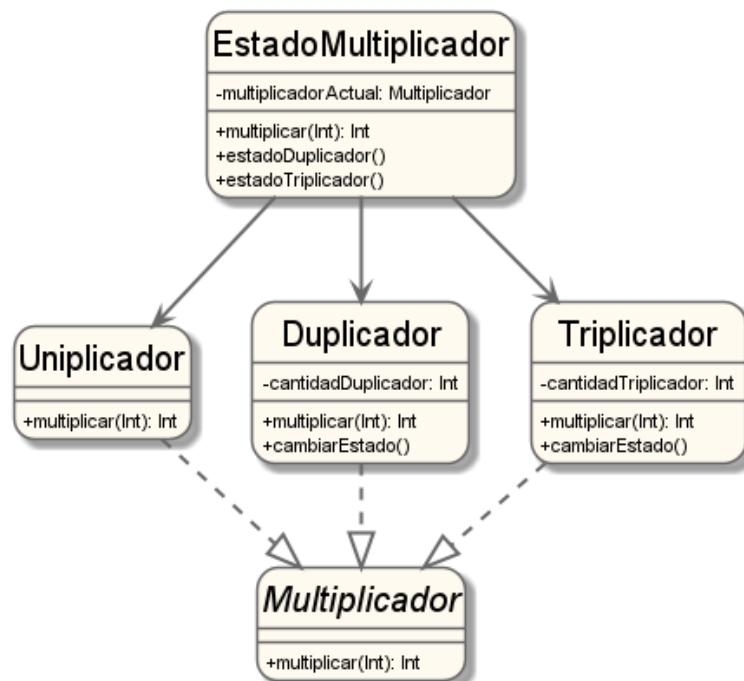 EstadoMultiplicador
-multiplicadorActual: Multiplicador
+multiplicar(Int): Int
+estadoDuplicador()
+estadoTriplicador()
Uniplicador
+multiplicar(Int): Int
Duplicador
-cantidadDuplicador: Int
+multiplicar(Int): Int
+cambiarEstado()
Triplicador
-cantidadTriplicador: Int
+multiplicar(Int): Int
+cambiarEstado()
Multiplicador
+multiplicar(Int): Int